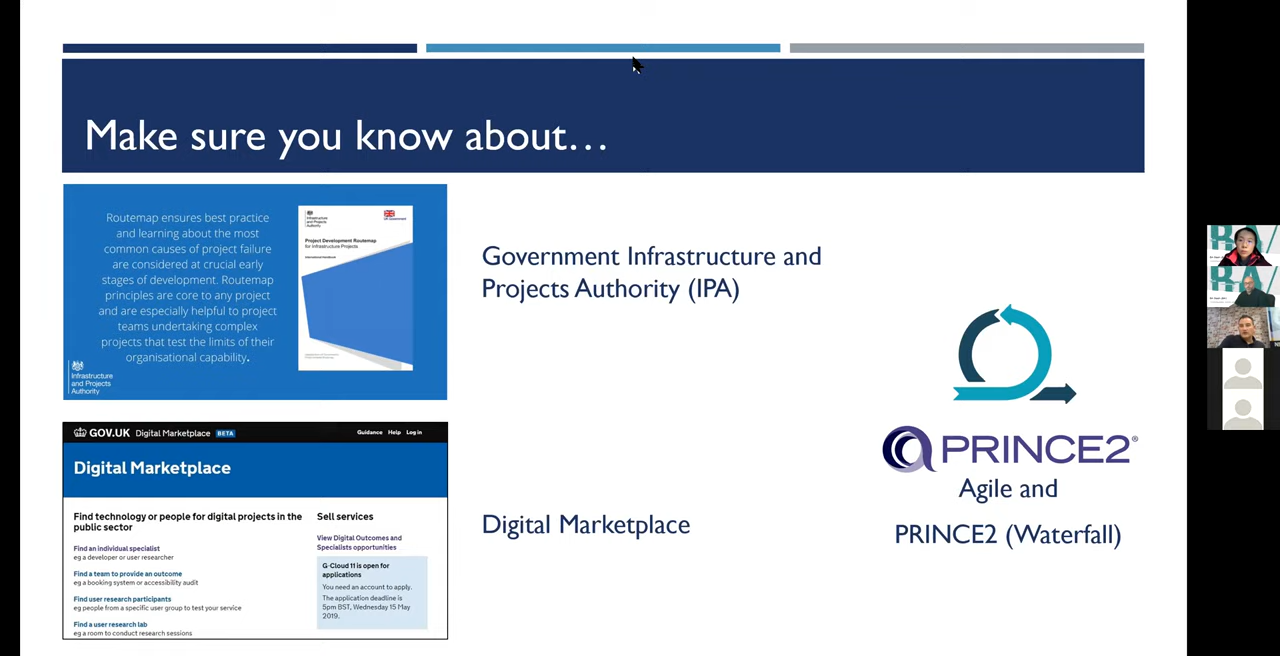 Make sure you know about...
Routemap ensures best practice
and learning about the most
common causes of project failure
are considered at crucial early
stages of development. Routemap
principles are core to any project
and are especially helpful to project
teams undertaking complex
projects that test the limits of their
organisational capability.
Infrastructure
and Projects
Authority
Infrastructure
and Projects
Authority
Project Development Routemap
for Infrastructure Projects
International Handbook
Government Infrastructure and
Projects Authority (IPA)
GOV.UK Digital Marketplace BETA
Guidance Help Log in
Digital Marketplace
Find technology or people for digital projects in the
public sector
Find an individual specialist
eg a developer or user researcher
Find a team to provide an outcome
eg a booking system or accessibility audit
Find user research participants
eg people from a specific user group to test your service
Find a user research lab
eg a room to conduct research sessions
Sell services
View Digital Outcomes and
Specialists opportunities
G-Cloud 11 is open for
applications
You need an account to apply.
The application deadline is
5pm BST, Wednesday 15 May
2019.
Digital Marketplace
PRINCE2®
Agile and
PRINCE2 (Waterfall)